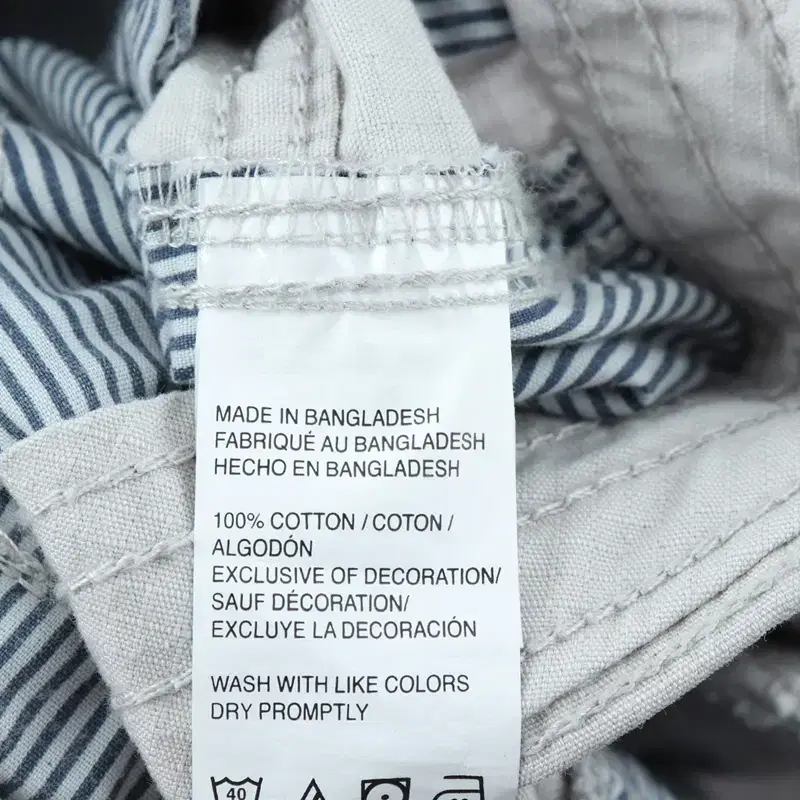 MADE IN BANGLADESH
FABRIQUÉ AU BANGLADESH
HECHO EN BANGLADESH
100% COTTON / COTON /
ALGODÓN
EXCLUSIVE OF DECORATION/
SAUF DÉCORATION/
EXCLUYE LA DECORACIÓN
WASH WITH LIKE COLORS
DRY PROMPTLY
40